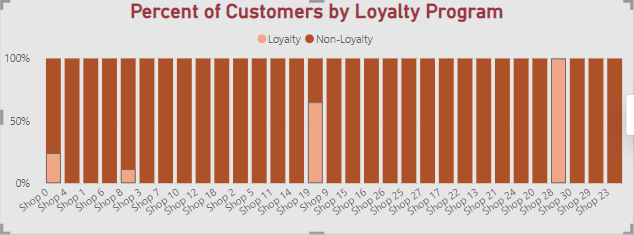 Percent of Customers by Loyalty Program
Loyalty Non-Loyalty
100%
50%
0%
Shop 0 Shop 4 Shop 1 Shop 6 Shop 8 Shop 3 Shop 7 Shop 10 Shop 12 Shop 18 Shop 2 Shop 5 Shop 11 Shop 14 Shop 19 Shop 9 Shop 15 Shop 16 Shop 26 Shop 25 Shop 27 Shop 17 Shop 22 Shop 13 Shop 21 Shop 24 Shop 20 Shop 28 Shop 30 Shop 29 Shop 23